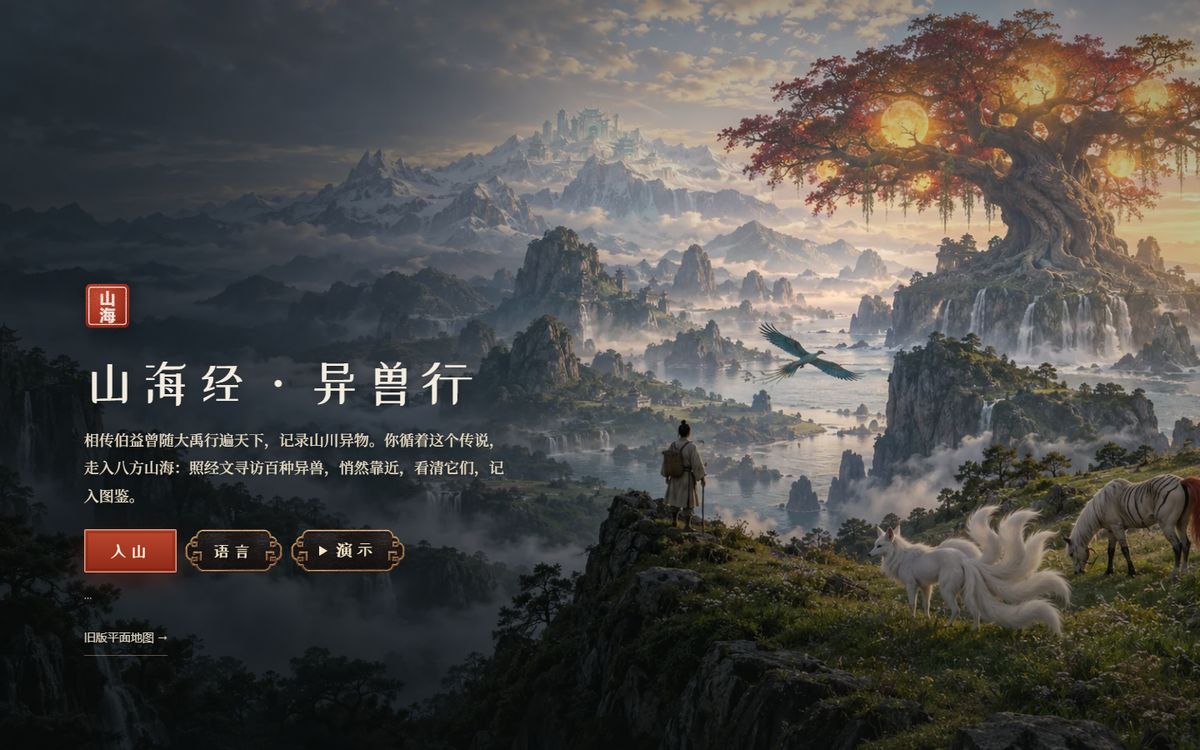 山
海
山海经·异兽行
相传伯益曾随大禹行遍天下，记录山川异物。你循着这个传说，
走入八方山海：照经文寻访百种异兽，悄然靠近，看清它们，记
入图鉴。
入山
语言
▶ 演示
...
旧版平面地图 →